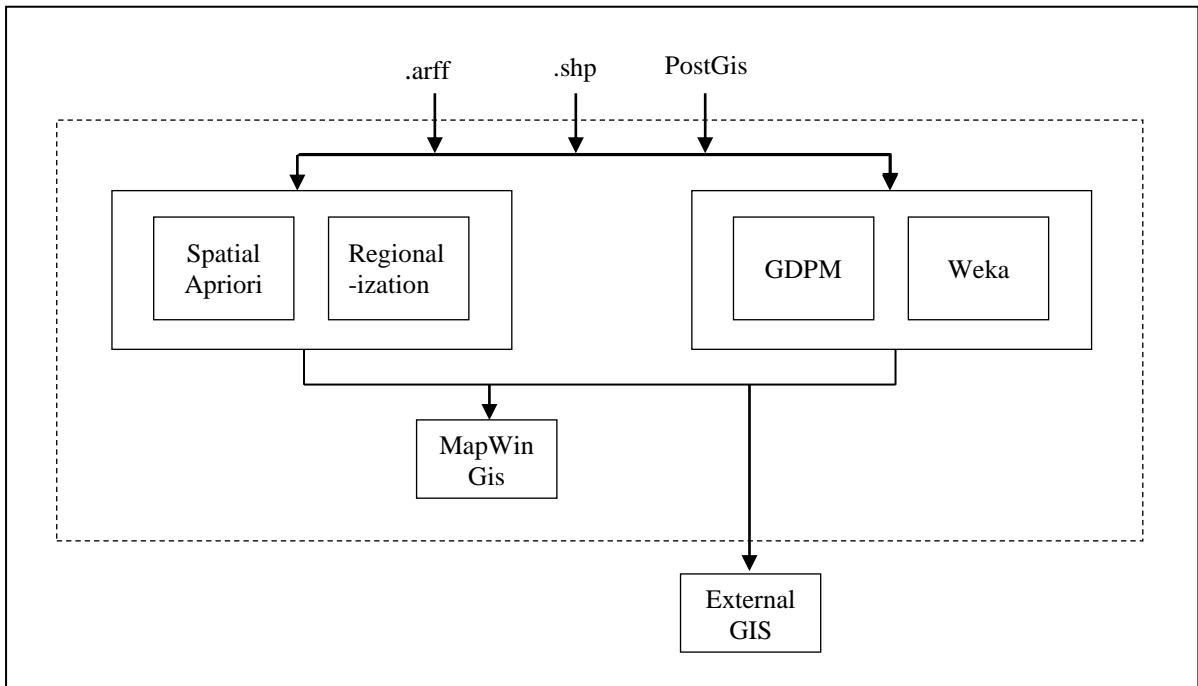 .arff
.shp
PostGis
Spatial
Apriori
Regional
-ization
GDPM
Weka
MapWin
Gis
External
GIS